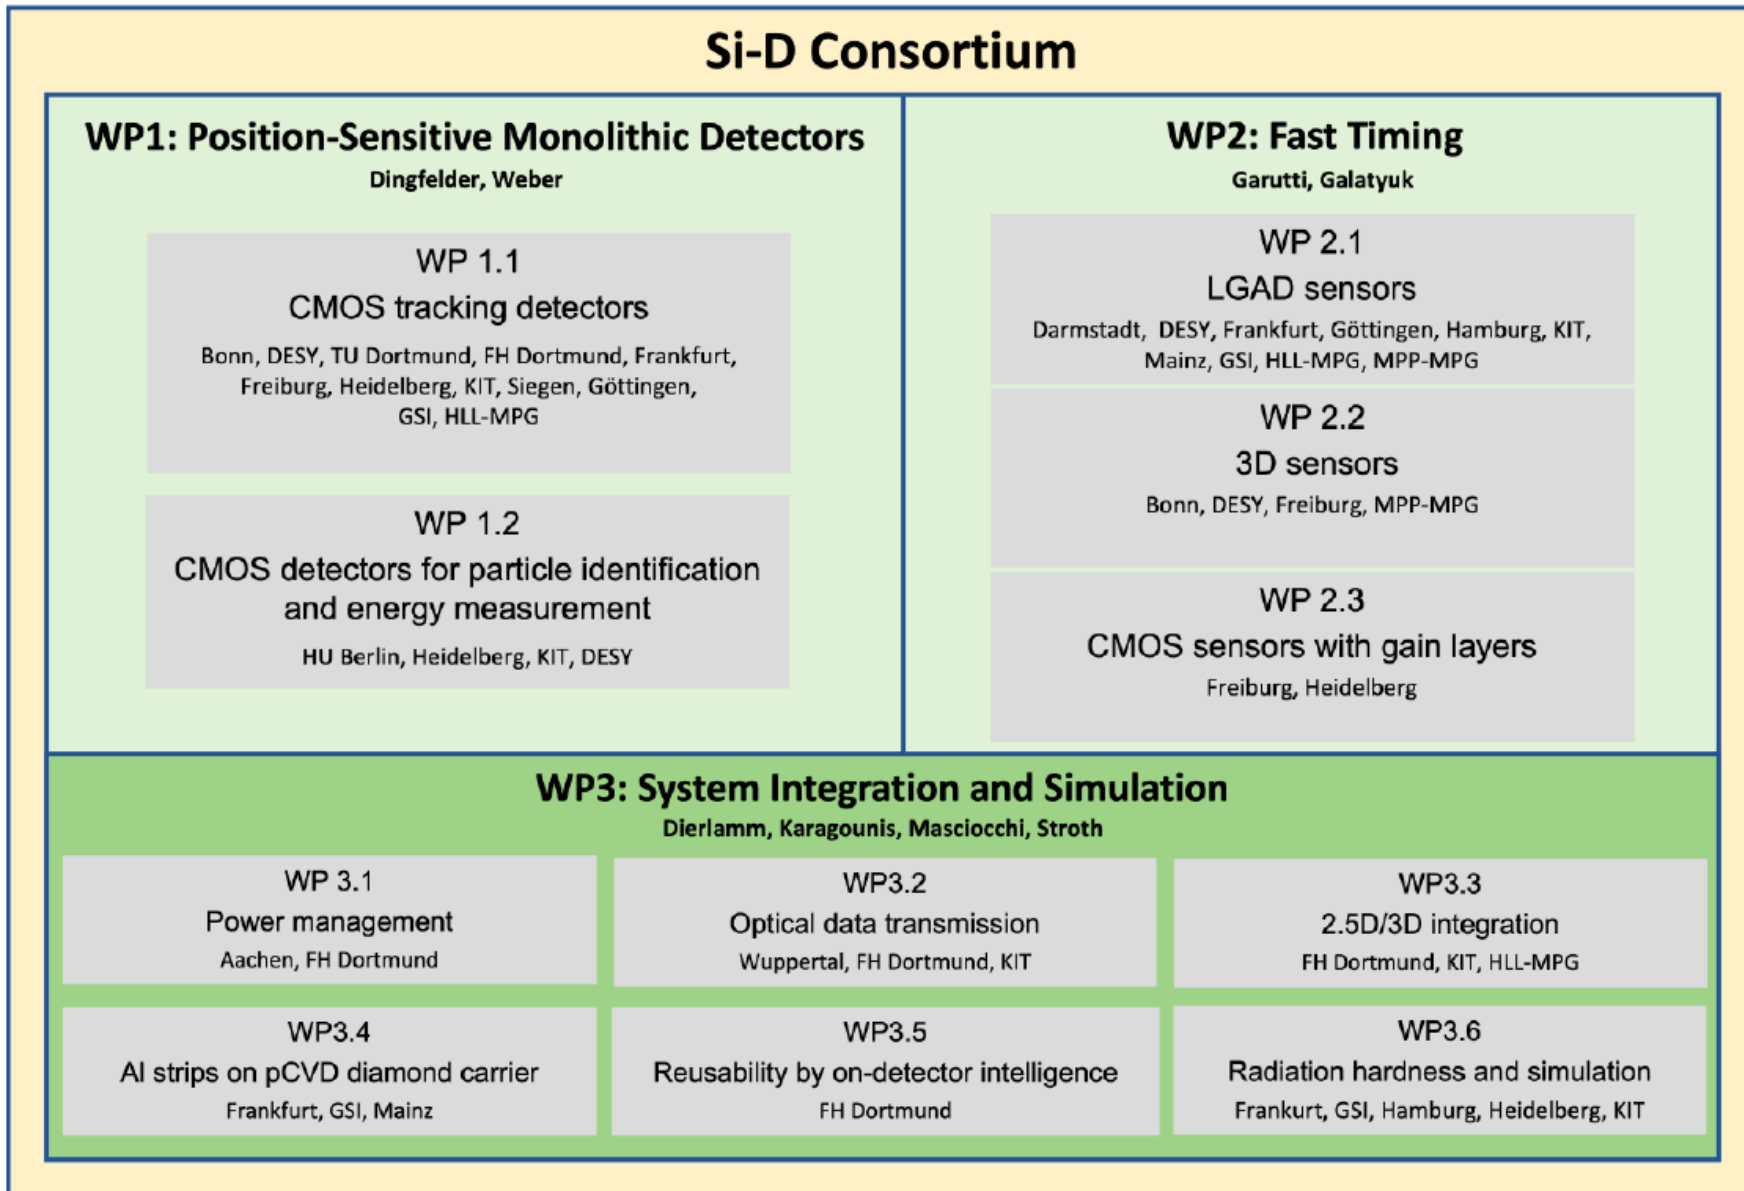 Si-D Consortium
WP1: Position-Sensitive Monolithic Detectors
Dingfelder, Weber
WP 1.1
CMOS tracking detectors
Bonn, DESY, TU Dortmund, FH Dortmund, Frankfurt,
Freiburg, Heidelberg, KIT, Siegen, Göttingen,
GSI, HLL-MPG
WP 1.2
CMOS detectors for particle identification
and energy measurement
HU Berlin, Heidelberg, KIT, DESY
WP2: Fast Timing
Garutti, Galatyuk
WP 2.1
LGAD sensors
Darmstadt, DESY, Frankfurt, Göttingen, Hamburg, KIT,
Mainz, GSI, HLL-MPG, MPP-MPG
WP 2.2
3D sensors
Bonn, DESY, Freiburg, MPP-MPG
WP 2.3
CMOS sensors with gain layers
Freiburg, Heidelberg
WP3: System Integration and Simulation
Dierlamm, Karagounis, Masciocchi, Stroth
WP 3.1
Power management
Aachen, FH Dortmund
WP3.2
Optical data transmission
Wuppertal, FH Dortmund, KIT
WP3.3
2.5D/3D integration
FH Dortmund, KIT, HLL-MPG
WP3.4
Al strips on pCVD diamond carrier
Frankfurt, GSI, Mainz
WP3.5
Reusability by on-detector intelligence
FH Dortmund
WP3.6
Radiation hardness and simulation
Frankurt, GSI, Hamburg, Heidelberg, KIT